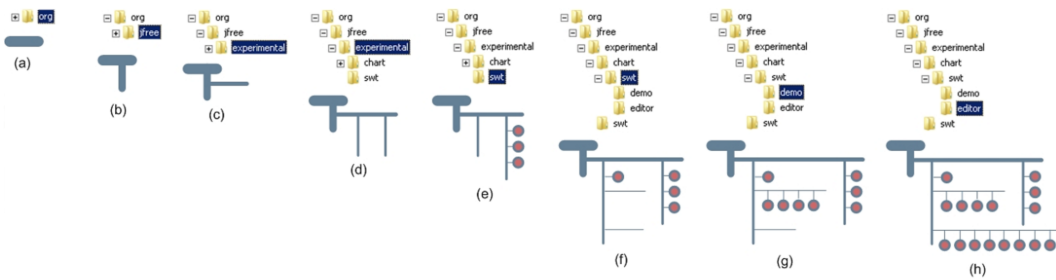 org
(a)
org
jfree
(b)
org
jfree
experimental
(c)
org
jfree
experimental
chart
swt
(d)
org
jfree
experimental
chart
swt
(e)
org
jfree
experimental
chart
swt
demo
editor
swt
(f)
org
jfree
experimental
chart
swt
demo
editor
swt
(g)
org
jfree
experimental
chart
swt
demo
editor
swt
(h)